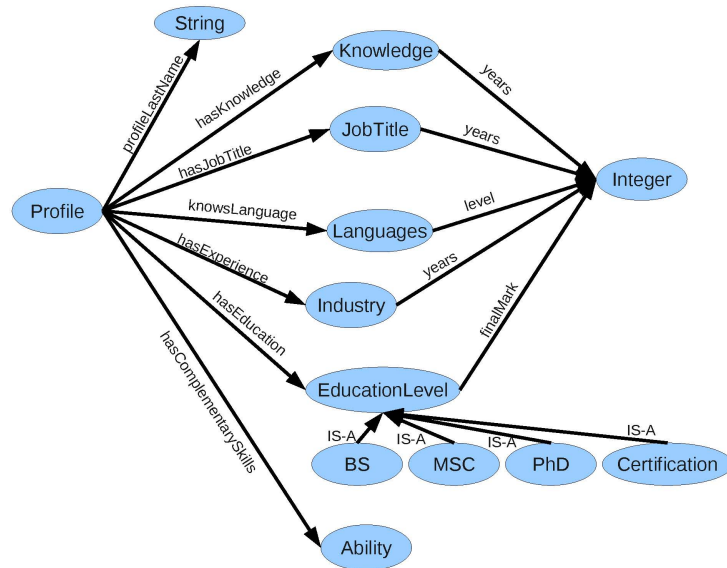 String
Knowledge
years
profileLastName
hasKnowledge
JobTitle
years
hasJobTitle
Integer
Profile
knowsLanguage
Languages
level
hasExperience
Industry
years
hasEducation
finalMark
EducationLevel
hasComplementarySkills
IS-A
IS-A
IS-A
IS-A
BS
MSC
PhD
Certification
Ability